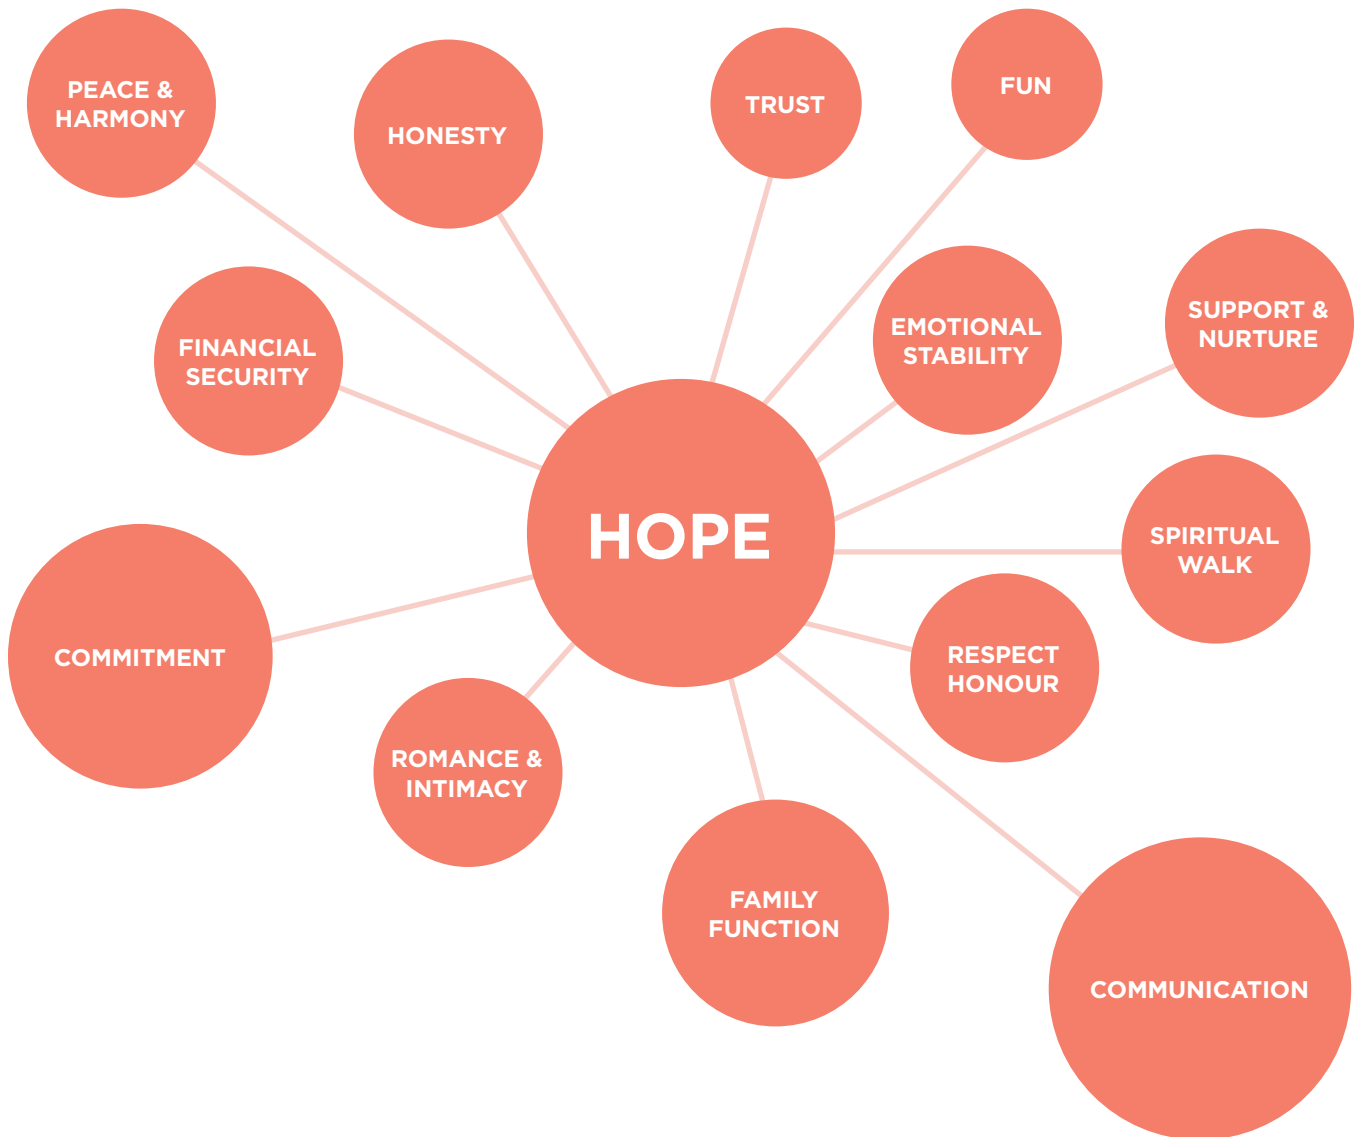 PEACE &
HARMONY
HONESTY
TRUST
FUN
FINANCIAL
SECURITY
EMOTIONAL
STABILITY
SUPPORT &
NURTURE
HOPE
SPIRITUAL
WALK
COMMITMENT
RESPECT
HONOUR
ROMANCE &
INTIMACY
FAMILY
FUNCTION
COMMUNICATION